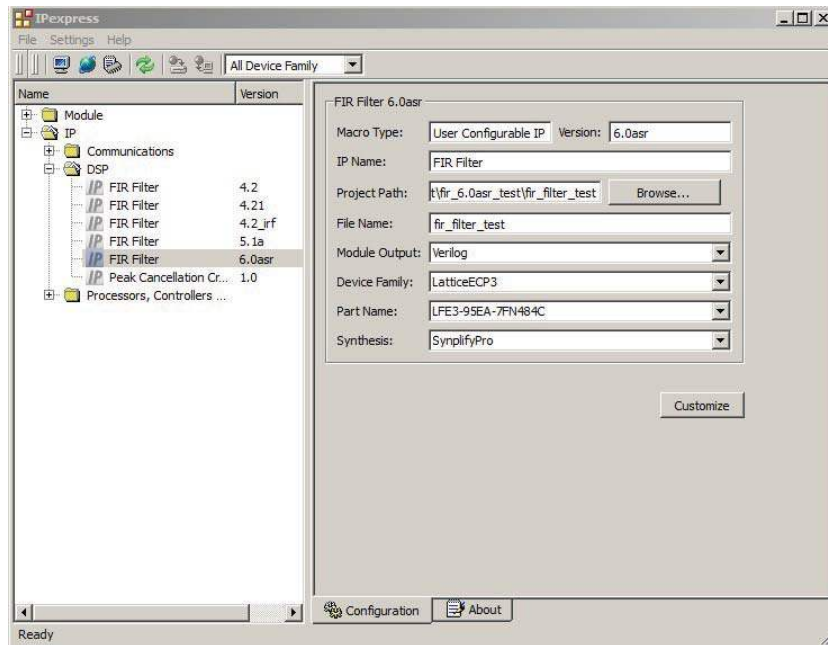 IPexpress
File Settings Help
All Device Family
Name Version
Module
IP
Communications
DSP
FIR Filter 4.2
FIR Filter 4.21
FIR Filter 4.2_irf
FIR Filter 5.1a
FIR Filter 6.0asr
Peak Cancellation Cr... 1.0
Processors, Controllers ...
FIR Filter 6.0asr
Macro Type: User Configurable IP Version: 6.0asr
IP Name: FIR Filter
Project Path: t\fir_6.0asr_test\fir_filter_test Browse...
File Name: fir_filter_test
Module Output: Verilog
Device Family: LatticeECP3
Part Name: LFE3-95EA-7FN484C
Synthesis: SynplifyPro
Customize
Configuration About
Ready